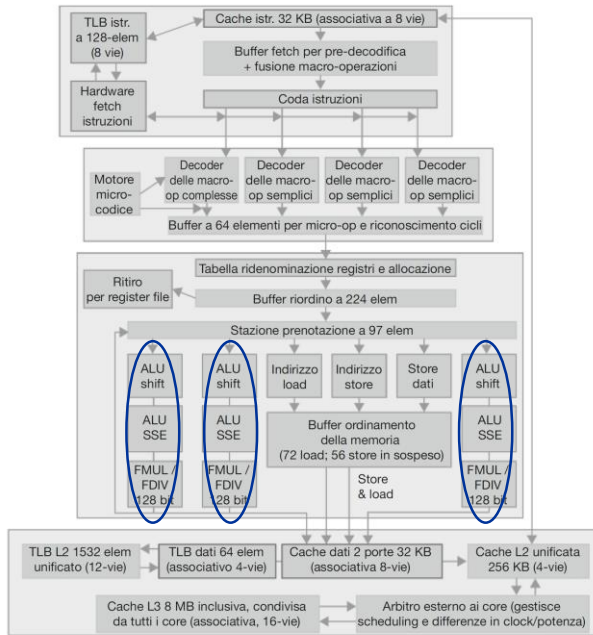 TLB istr.
a 128-elem
(8 vie)
Cache istr. 32 KB (associativa a 8 vie)
Buffer fetch per pre-decodifica
+ fusione macro-operazioni
Hardware
fetch
istruzioni
Coda istruzioni
Motore
micro-
codice
Decoder
delle macro-
op complesse
Decoder
delle macro-
op semplici
Decoder
delle macro-
op semplici
Decoder
delle macro-
op semplici
Buffer a 64 elementi per micro-op e riconoscimento cicli
Tabella ridenominazione registri e allocazione
Ritiro
per register file
Buffer riordino a 224 elem
Stazione prenotazione a 97 elem
ALU
shift
ALU
shift
Indirizzo
load
Indirizzo
store
Store
dati
ALU
shift
ALU
SSE
ALU
SSE
Buffer ordinamento
della memoria
(72 load; 56 store in sospeso)
ALU
SSE
FMUL /
FDIV
128 bit
FMUL /
FDIV
128 bit
Store
& load
FMUL /
FDIV
128 bit
TLB L2 1532 elem
unificato (12-vie)
TLB dati 64 elem
(associativo 4-vie)
Cache dati 2 porte 32 KB
(associativa 8-vie)
Cache L2 unificata
256 KB (4-vie)
Cache L3 8 MB inclusiva, condivisa
da tutti i core (associativa, 16-vie)
Arbitro esterno ai core (gestisce
scheduling e differenze in clock/potenza)